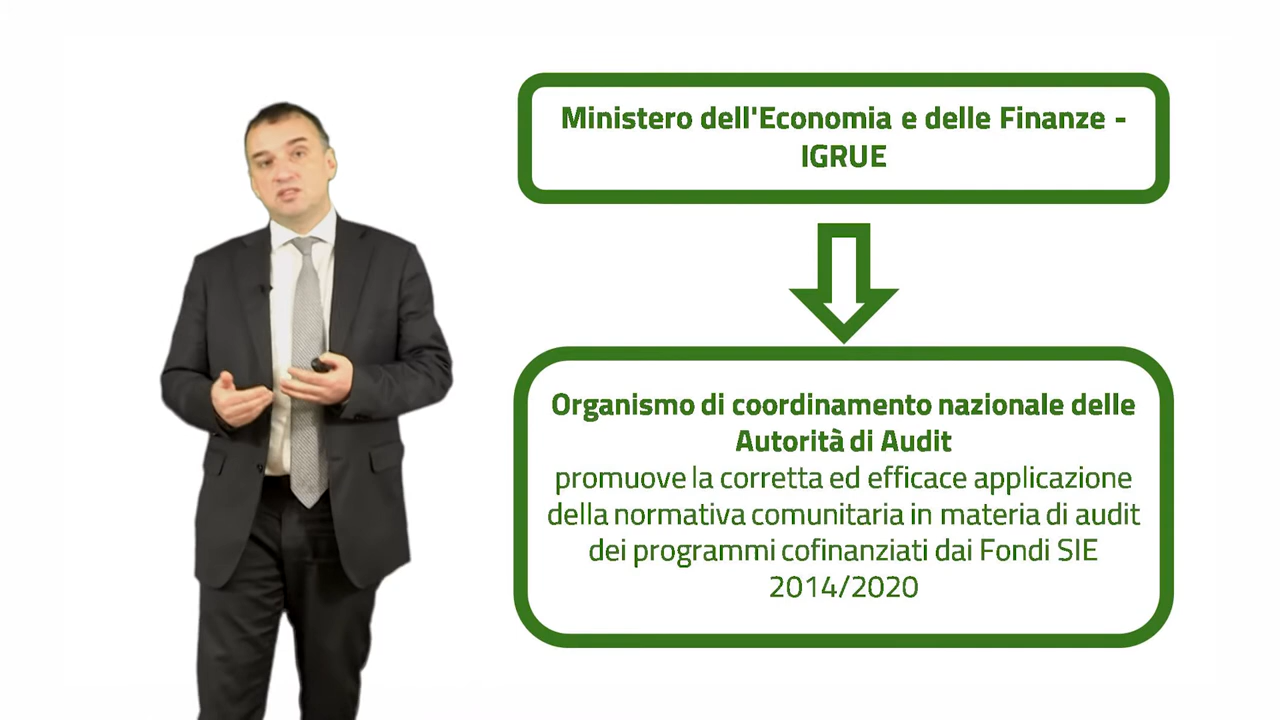 Ministero dell'Economia e delle Finanze -
IGRUE
Organismo di coordinamento nazionale delle
Autorità di Audit
promuove la corretta ed efficace applicazione
della normativa comunitaria in materia di audit
dei programmi cofinanziati dai Fondi SIE
2014/2020